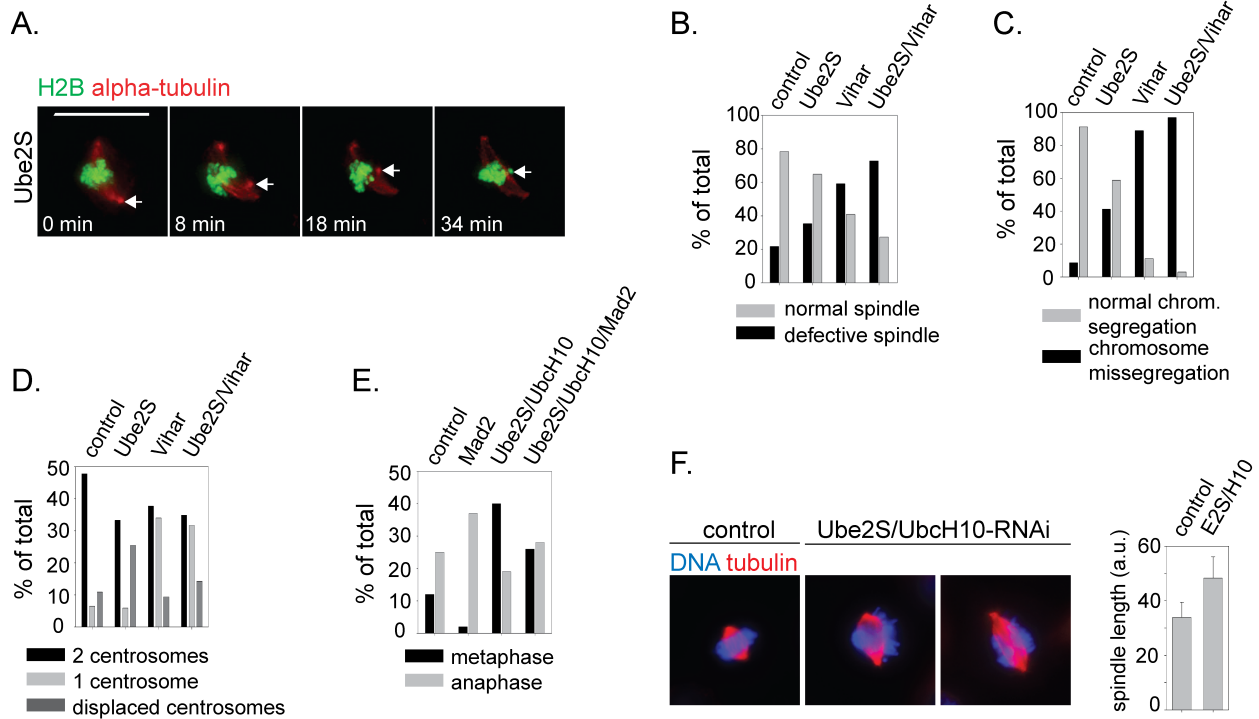 A.
H2B alpha-tubulin
Ube2S
0 min
8 min
18 min
34 min
B.
control
Ube2S
Vihar
Ube2S/Vihar
% of total
100
80
60
40
20
0
normal spindle
defective spindle
C.
control
Ube2S
Vihar
Ube2S/Vihar
% of total
100
80
60
40
20
0
normal chrom.
segregation
chromosome
missegregation
D.
control
Ube2S
Vihar
Ube2S/Vihar
% of total
50
40
30
20
10
0
2 centrosomes
1 centrosome
displaced centrosomes
E.
control
Mad2
Ube2S/UbcH10
Ube2S/UbcH10/Mad2
% of total
50
40
30
20
10
0
metaphase
anaphase
F.
control
Ube2S/UbcH10-RNAi
DNA tubulin
control
E2S/H10
spindle length (a.u.)
60
40
20
0